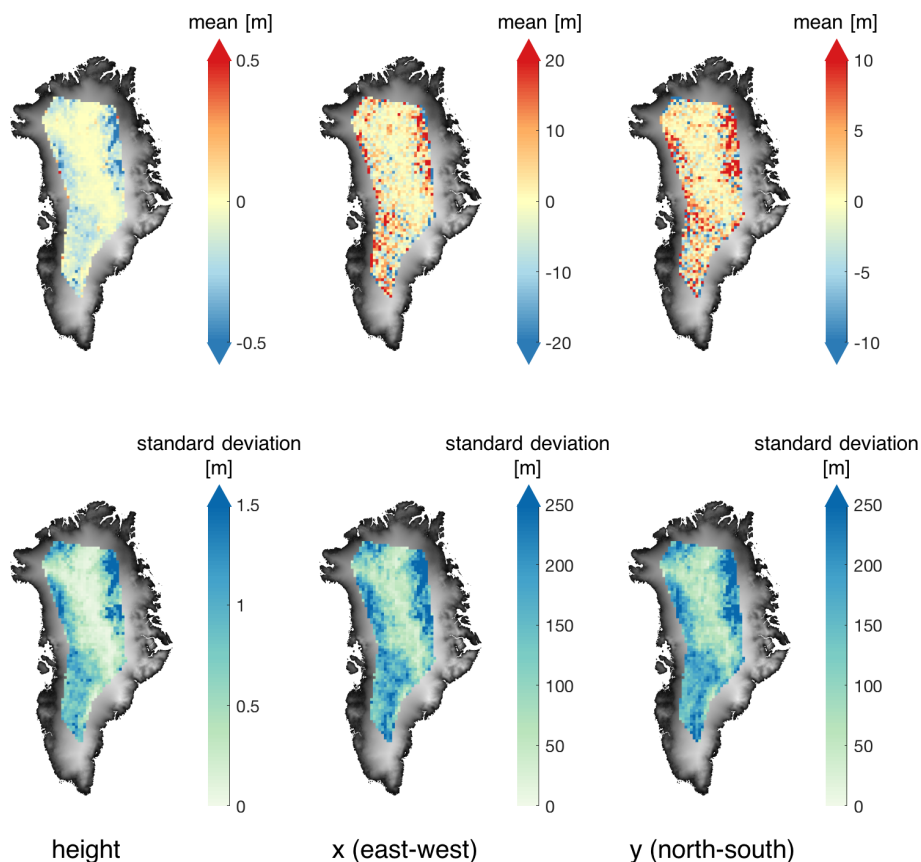 mean [m]
mean [m]
mean [m]
0.5
0
-0.5
20
10
0
-10
-20
10
5
0
-5
-10
standard deviation
[m]
standard deviation
[m]
standard deviation
[m]
1.5
1
0.5
0
250
200
150
100
50
0
250
200
150
100
50
0
height
x (east-west)
y (north-south)